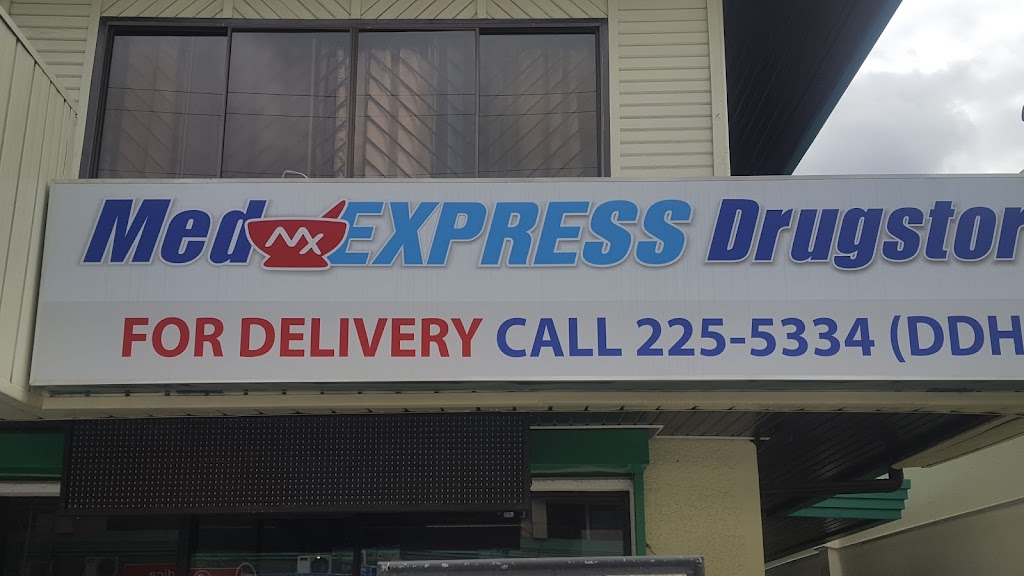 Med MX EXPRESS Drugstor
FOR DELIVERY CALL 225-5334 (DDH